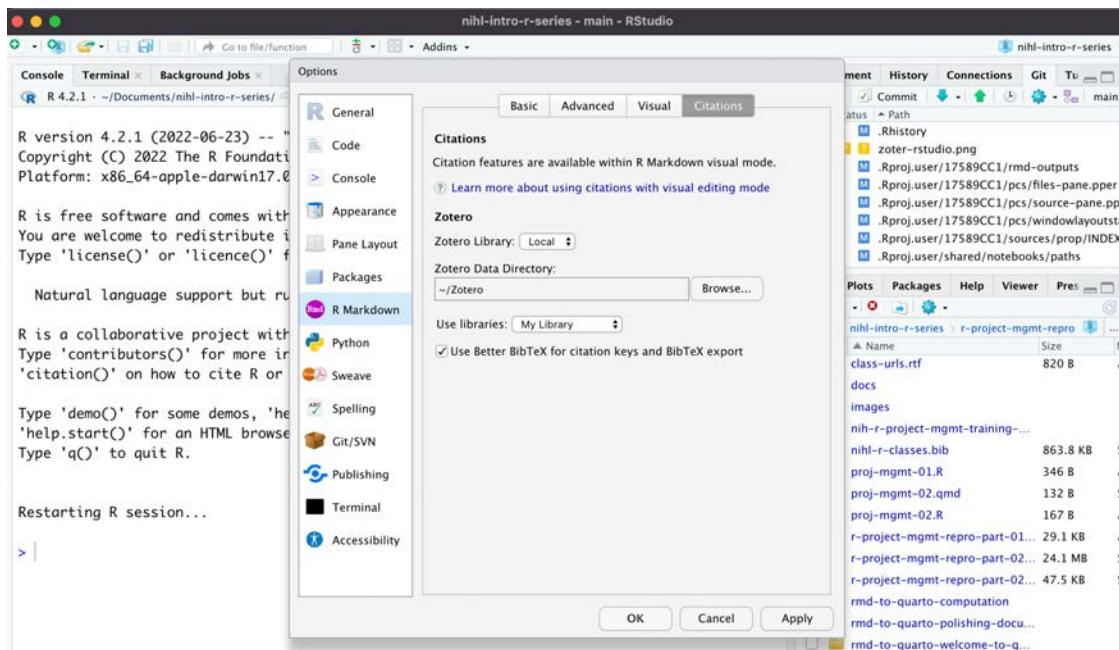 nihl-intro-r-series - main - RStudio
Go to file/function
Addins
nihl-intro-r-series
Console Terminal Background Jobs
R 4.2.1 · ~/Documents/nihl-intro-r-series/
R version 4.2.1 (2022-06-23) -- "
Copyright (C) 2022 The R Foundati
Platform: x86_64-apple-darwin17.0
R is free software and comes with
You are welcome to redistribute i
Type 'license()' or 'licence()' f
Natural language support but ru
R is a collaborative project with
Type 'contributors()' for more in
'citation()' on how to cite R or
Type 'demo()' for some demos, 'he
'help.start()' for an HTML browse
Type 'q()' to quit R.
Restarting R session...
>
Options
General
Code
Console
Appearance
Pane Layout
Packages
Rmd R Markdown
Python
Sweave
ABC Spelling
Git/SVN
Publishing
Terminal
Accessibility
Basic Advanced Visual Citations
Citations
Citation features are available within R Markdown visual mode.
? Learn more about using citations with visual editing mode
Zotero
Zotero Library: Local
Zotero Data Directory:
~/Zotero
Browse...
Use libraries: My Library
Use Better BibTeX for citation keys and BibTeX export
OK Cancel Apply
ment History Connections Git Tu
Commit main
atus Path
M .Rhistory
? ? zoter-rstudio.png
M .Rproj.user/17589CC1/rmd-outputs
M .Rproj.user/17589CC1/pcs/files-pane.pper
M .Rproj.user/17589CC1/pcs/source-pane.pp
M .Rproj.user/17589CC1/pcs/windowlayoutst
M .Rproj.user/17589CC1/sources/prop/INDEX
M .Rproj.user/shared/notebooks/paths
Plots Packages Help Viewer Pres
nihl-intro-r-series r-project-mgmt-repro ...
Name Size
class-urls.rtf 820 B
docs
images
nih-r-project-mgmt-training-...
nihl-r-classes.bib 863.8 KB
proj-mgmt-01.R 346 B
proj-mgmt-02.qmd 132 B
proj-mgmt-02.R 167 B
r-project-mgmt-repro-part-01... 29.1 KB
r-project-mgmt-repro-part-02... 24.1 MB
r-project-mgmt-repro-part-02... 47.5 KB
rmd-to-quarto-computation
rmd-to-quarto-polishing-docu...
rmd-to-quarto-welcome-to-q...